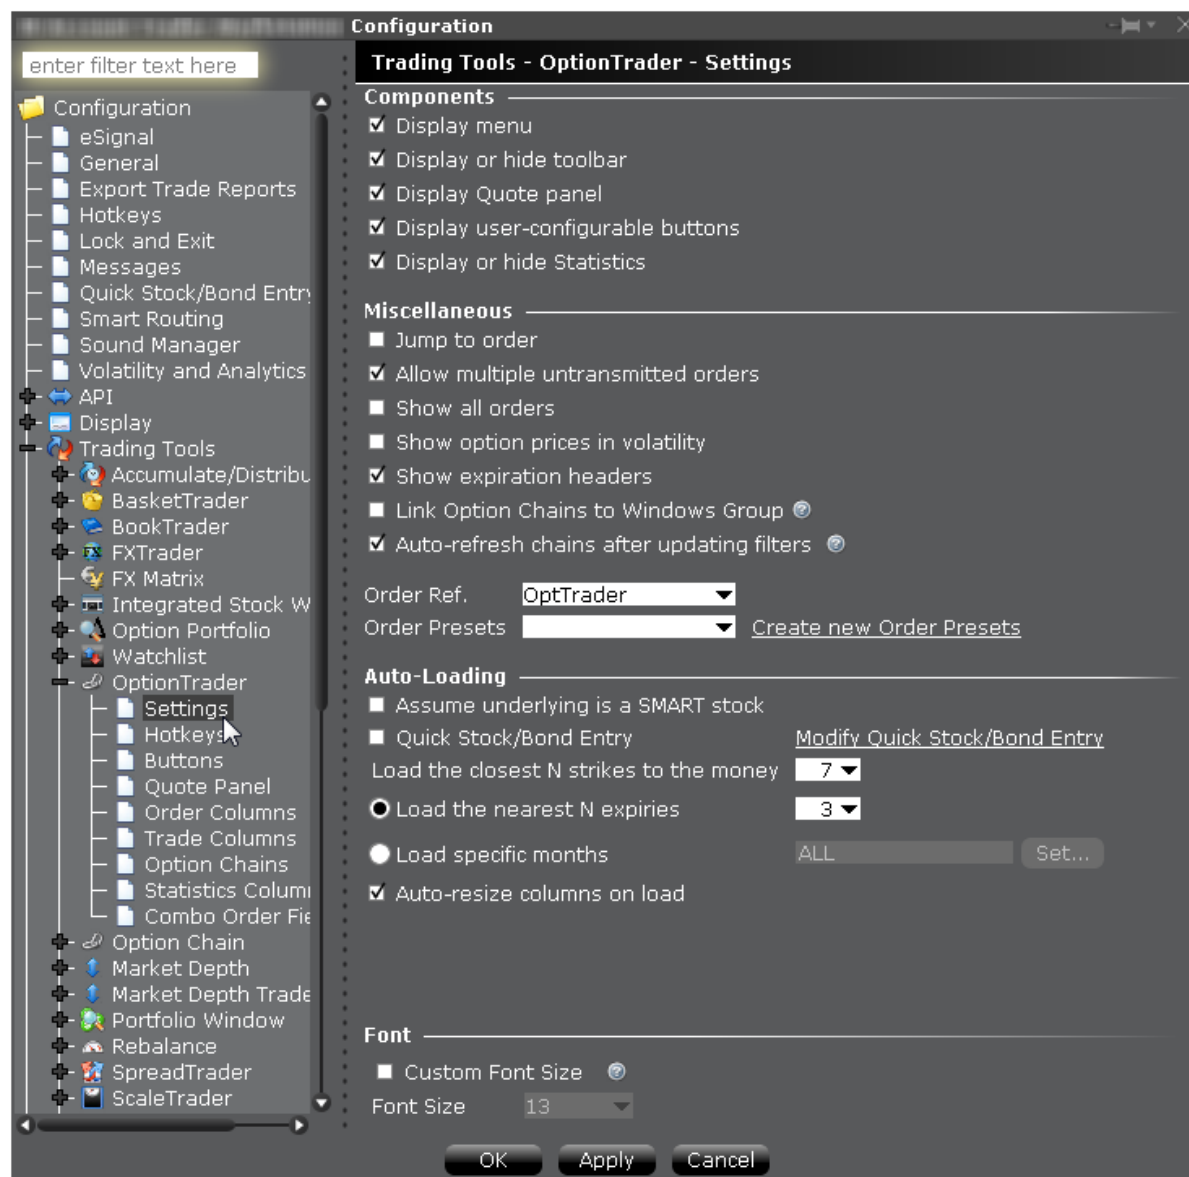 Configuration
enter filter text here
Trading Tools - OptionTrader - Settings
Configuration
eSignal
General
Export Trade Reports
Hotkeys
Lock and Exit
Messages
Quick Stock/Bond Entry
Smart Routing
Sound Manager
Volatility and Analytics
API
Display
Trading Tools
Accumulate/Distribu
BasketTrader
BookTrader
FXTrader
FX Matrix
Integrated Stock W
Option Portfolio
Watchlist
OptionTrader
Settings
Hotkeys
Buttons
Quote Panel
Order Columns
Trade Columns
Option Chains
Statistics Colum
Combo Order Fie
Option Chain
Market Depth
Market Depth Trade
Portfolio Window
Rebalance
SpreadTrader
ScaleTrader
Components
Display menu
Display or hide toolbar
Display Quote panel
Display user-configurable buttons
Display or hide Statistics
Miscellaneous
Jump to order
Allow multiple untransmitted orders
Show all orders
Show option prices in volatility
Show expiration headers
Link Option Chains to Windows Group ?
Auto-refresh chains after updating filters ?
Order Ref. OptTrader
Order Presets Create new Order Presets
Auto-Loading
Assume underlying is a SMART stock
Quick Stock/Bond Entry Modify Quick Stock/Bond Entry
Load the closest N strikes to the money 7
Load the nearest N expiries 3
Load specific months ALL Set...
Auto-resize columns on load
Font
Custom Font Size ?
Font Size 13
OK Apply Cancel